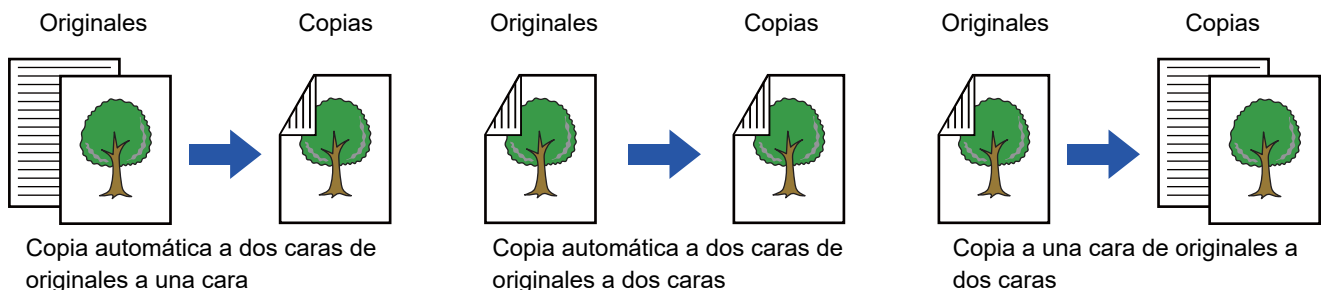 Originales
Copias
Originales
Copias
Originales
Copias
Copia automática a dos caras de
originales a una cara
Copia automática a dos caras de
originales a dos caras
Copia a una cara de originales a
dos caras